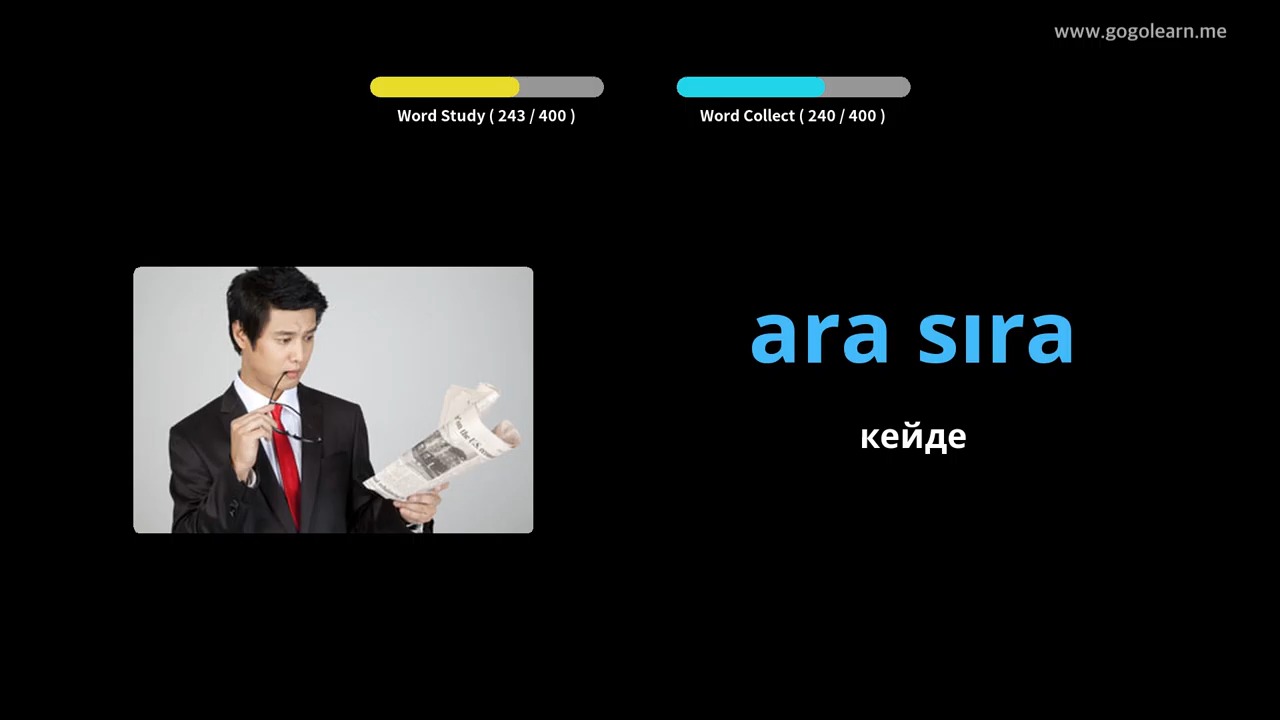 www.gogolearn.me
Word Study ( 243 / 400 )
Word Collect ( 240 / 400 )
ara sıra
кейде